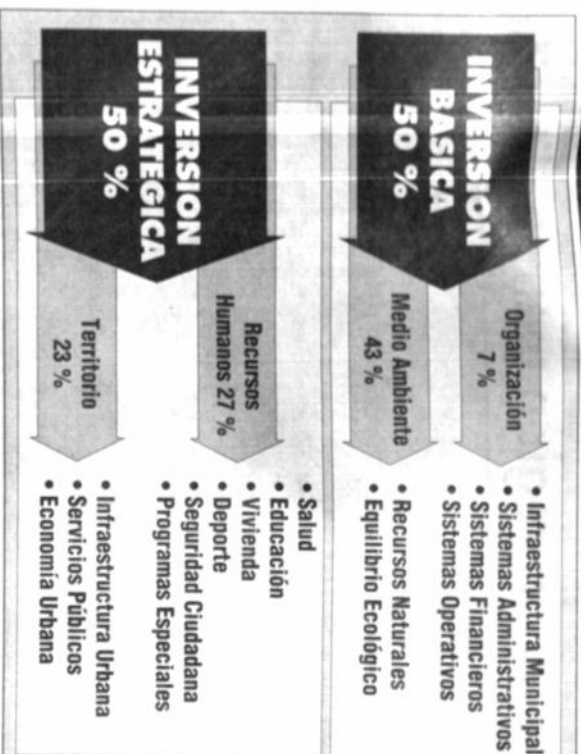 INVERSION
BASICA
50 %
Organización
7 %
• Infraestructura Municipal
• Sistemas Administrativos
• Sistemas Financieros
• Sistemas Operativos
Medio Ambiente
43 %
• Recursos Naturales
• Equilibrio Ecológico
INVERSION
ESTRATEGICA
50 %
Recursos
Humanos 27 %
• Salud
• Educación
• Vivienda
• Deporte
• Seguridad Ciudadana
• Programas Especiales
Territorio
23 %
• Infraestructura Urbana
• Servicios Públicos
• Economía Urbana